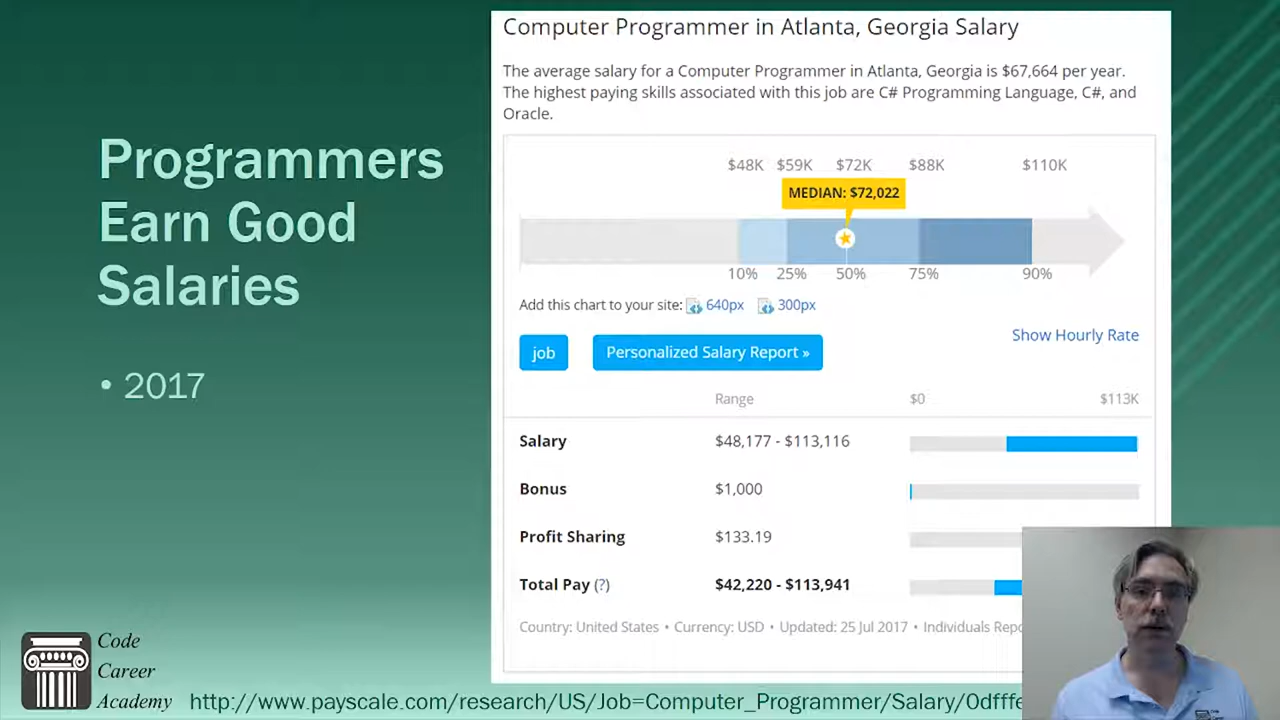 Programmers
Earn Good
Salaries
• 2017
Computer Programmer in Atlanta, Georgia Salary
The average salary for a Computer Programmer in Atlanta, Georgia is $67,664 per year.
The highest paying skills associated with this job are C# Programming Language, C#, and
Oracle.
$48K $59K $72K $88K $110K
MEDIAN: $72,022
10% 25% 50% 75% 90%
Add this chart to your site: 640px 300px
Show Hourly Rate
job Personalized Salary Report »
Range $0 $113K
Salary $48,177 - $113,116
Bonus $1,000
Profit Sharing $133.19
Total Pay (?) $42,220 - $113,941
Country: United States • Currency: USD • Updated: 25 Jul 2017 • Individuals
Code
Career
Academy
http://www.payscale.com/research/US/Job=Computer_Programmer/Salary/0dfffe